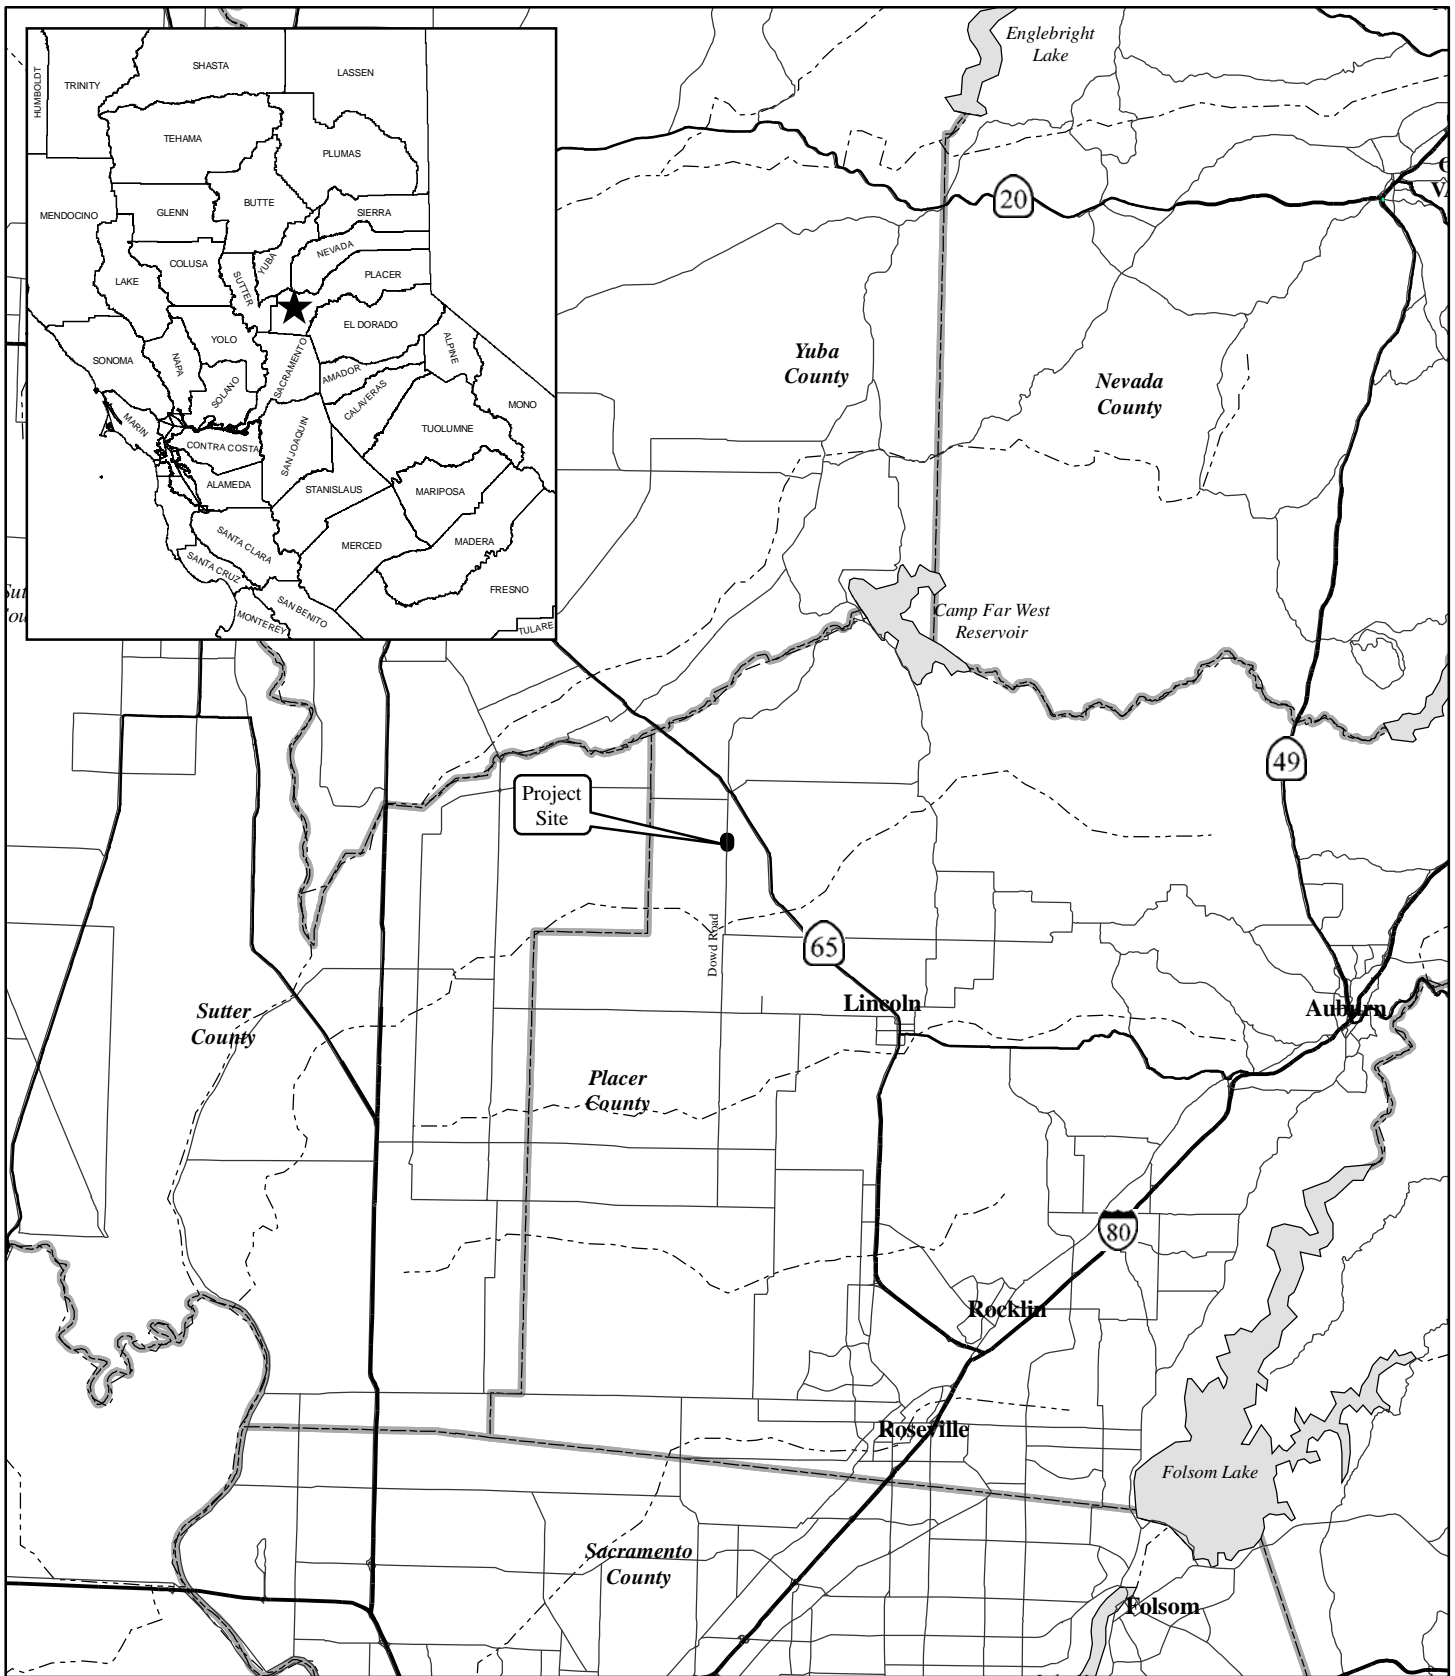 Englebright
Lake
HUMBOLDT
TRINITY
SHASTA
LASSEN
TEHAMA
PLUMAS
MENDOCINO
GLENN
BUTTE
SIERRA
COLUSA
YUBA
NEVADA
LAKE
SUTTER
PLACER
YOLO
EL DORADO
SONOMA
NAPA
SOLANO
SACRAMENTO
AMADOR
ALPINE
CALAVERAS
MONO
MARIN
CONTRA COSTA
SAN JOAQUIN
TUOLUMNE
ALAMEDA
STANISLAUS
MARIPOSA
SANTA CLARA
MERCED
MADERA
SANTA CRUZ
SAN BENITO
FRESNO
MONTEREY
TULARE
20
Yuba
County
Nevada
County
Camp Far West
Reservoir
49
Project
Site
Dowd Road
65
Lincoln
Auburn
Sutter
County
Placer
County
80
Rocklin
Roseville
Folsom Lake
Sacramento
County
Folsom